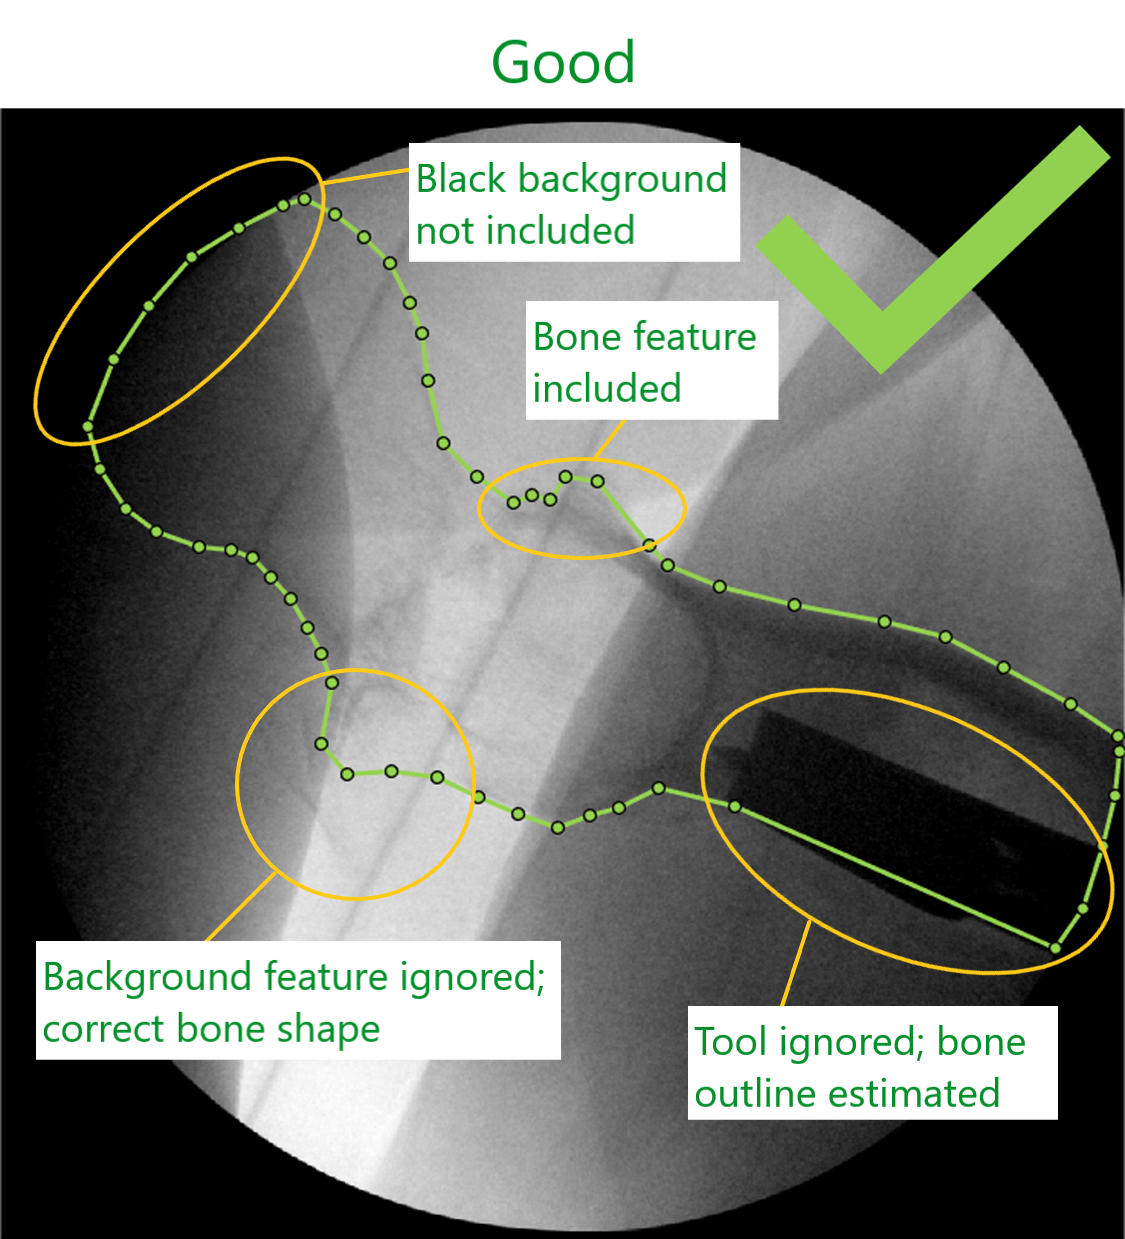 Good
Black background
not included
Bone feature
included
Background feature ignored;
correct bone shape
Tool ignored; bone
outline estimated